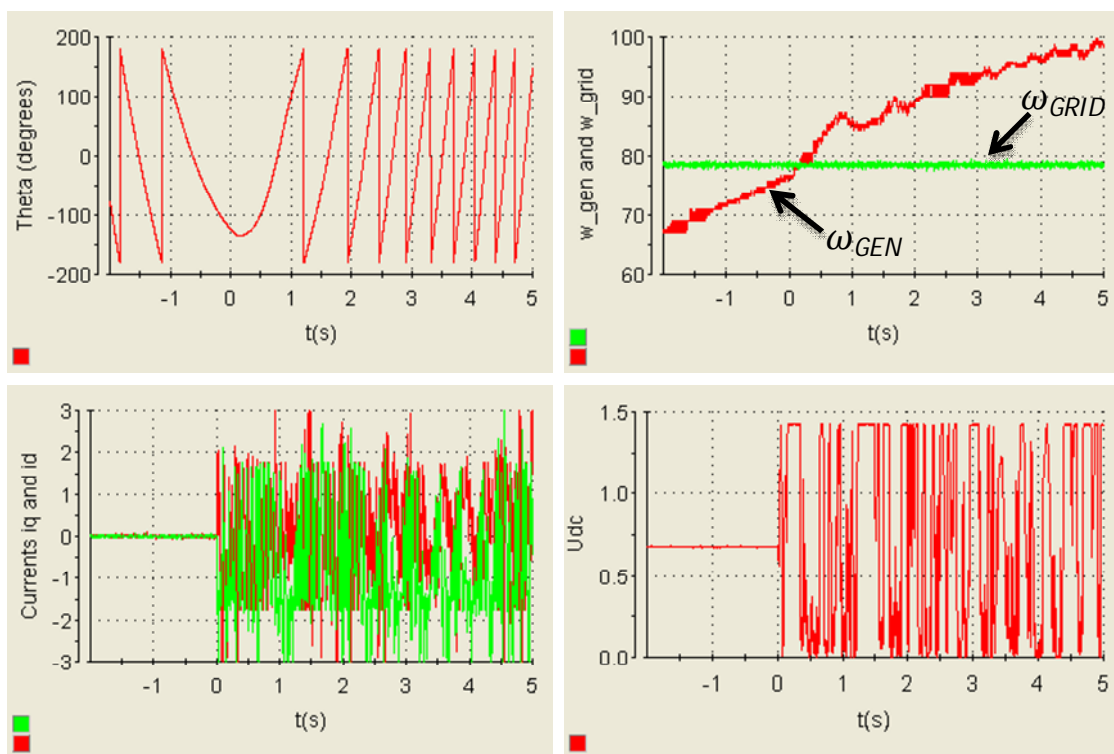 200
100
0
-100
-200
Theta (degrees)
-1 0 1 2 3 4 5
t(s)
100
90
80
70
60
w_gen and w_grid
ωGRID
ωGEN
-1 0 1 2 3 4 5
t(s)
3
2
1
0
-1
-2
-3
Currents iq and id
-1 0 1 2 3 4 5
t(s)
1.5
1.0
0.5
0.0
Udc
-1 0 1 2 3 4 5
t(s)